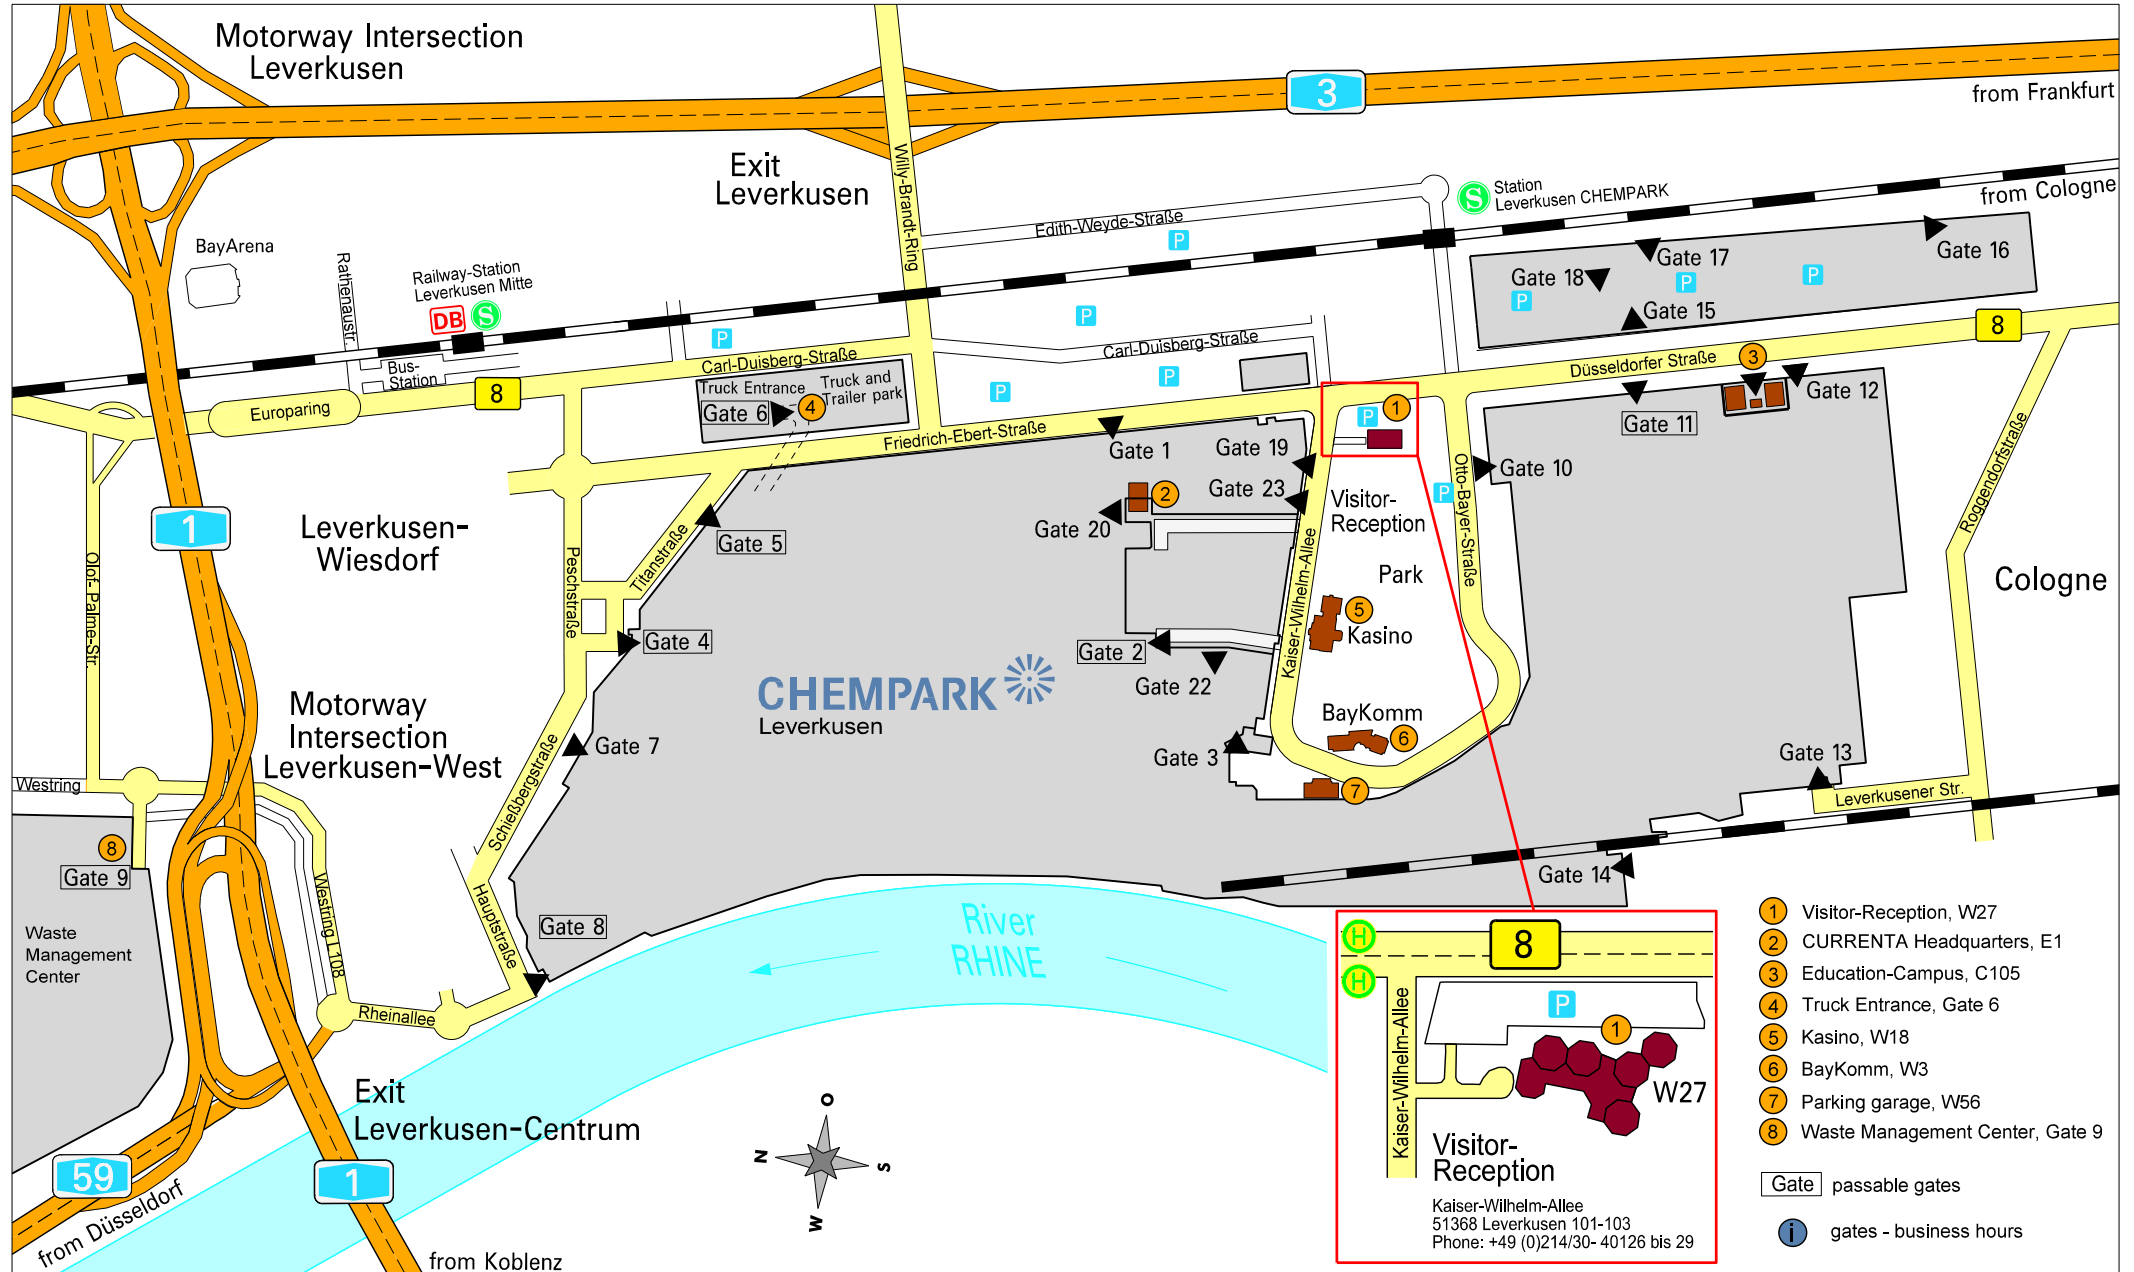 Motorway Intersection
Leverkusen
3
from Frankfurt
Exit
Leverkusen
Willy-Brandt-Ring
from Cologne
Station
Leverkusen CHEMPARK
S
Edith-Weyde-Straße
P
BayArena
Rathenaustr.
Railway-Station
Leverkusen Mitte
DB
S
Bus-
Station
Gate 16
Gate 17
Gate 18
P
P
P
Gate 15
8
P
P
Carl-Duisberg-Straße
Carl-Duisberg-Straße
P
P
Düsseldorfer Straße
3
Gate 12
Gate 11
8
Europaring
Truck Entrance
Truck and
Trailer park
Gate 6
4
Friedrich-Ebert-Straße
Gate 1
P
1
Gate 19
Gate 23
2
Gate 20
Visitor-
Reception
P
Gate 10
Otto-Bayer-Straße
Roggendorfstraße
Cologne
Park
5
Kasino
Kaiser-Wilhelm-Allee
Gate 2
Gate 22
1
Leverkusen-
Wiesdorf
Olof- Palme-Str.
Peschstraße
Titanstraße
Gate 5
Gate 4
CHEMPARK
Leverkusen
Motorway
Intersection
Leverkusen-West
Gate 7
Schießbergstraße
BayKomm
6
Gate 3
7
Gate 13
Leverkusener Str.
Gate 14
Westring
8
Gate 9
Waste
Management
Center
Westring L 108
Hauptstraße
Gate 8
Rheinallee
River
RHINE
Exit
Leverkusen-Centrum
59
1
from Düsseldorf
from Koblenz
O
N
S
W
H
H
8
Kaiser-Wilhelm-Allee
P
1
W27
Visitor-
Reception
Kaiser-Wilhelm-Allee
51368 Leverkusen 101-103
Phone: +49 (0)214/30- 40126 bis 29
1 Visitor-Reception, W27
2 CURRENTA Headquarters, E1
3 Education-Campus, C105
4 Truck Entrance, Gate 6
5 Kasino, W18
6 BayKomm, W3
7 Parking garage, W56
8 Waste Management Center, Gate 9
Gate passable gates
i gates - business hours